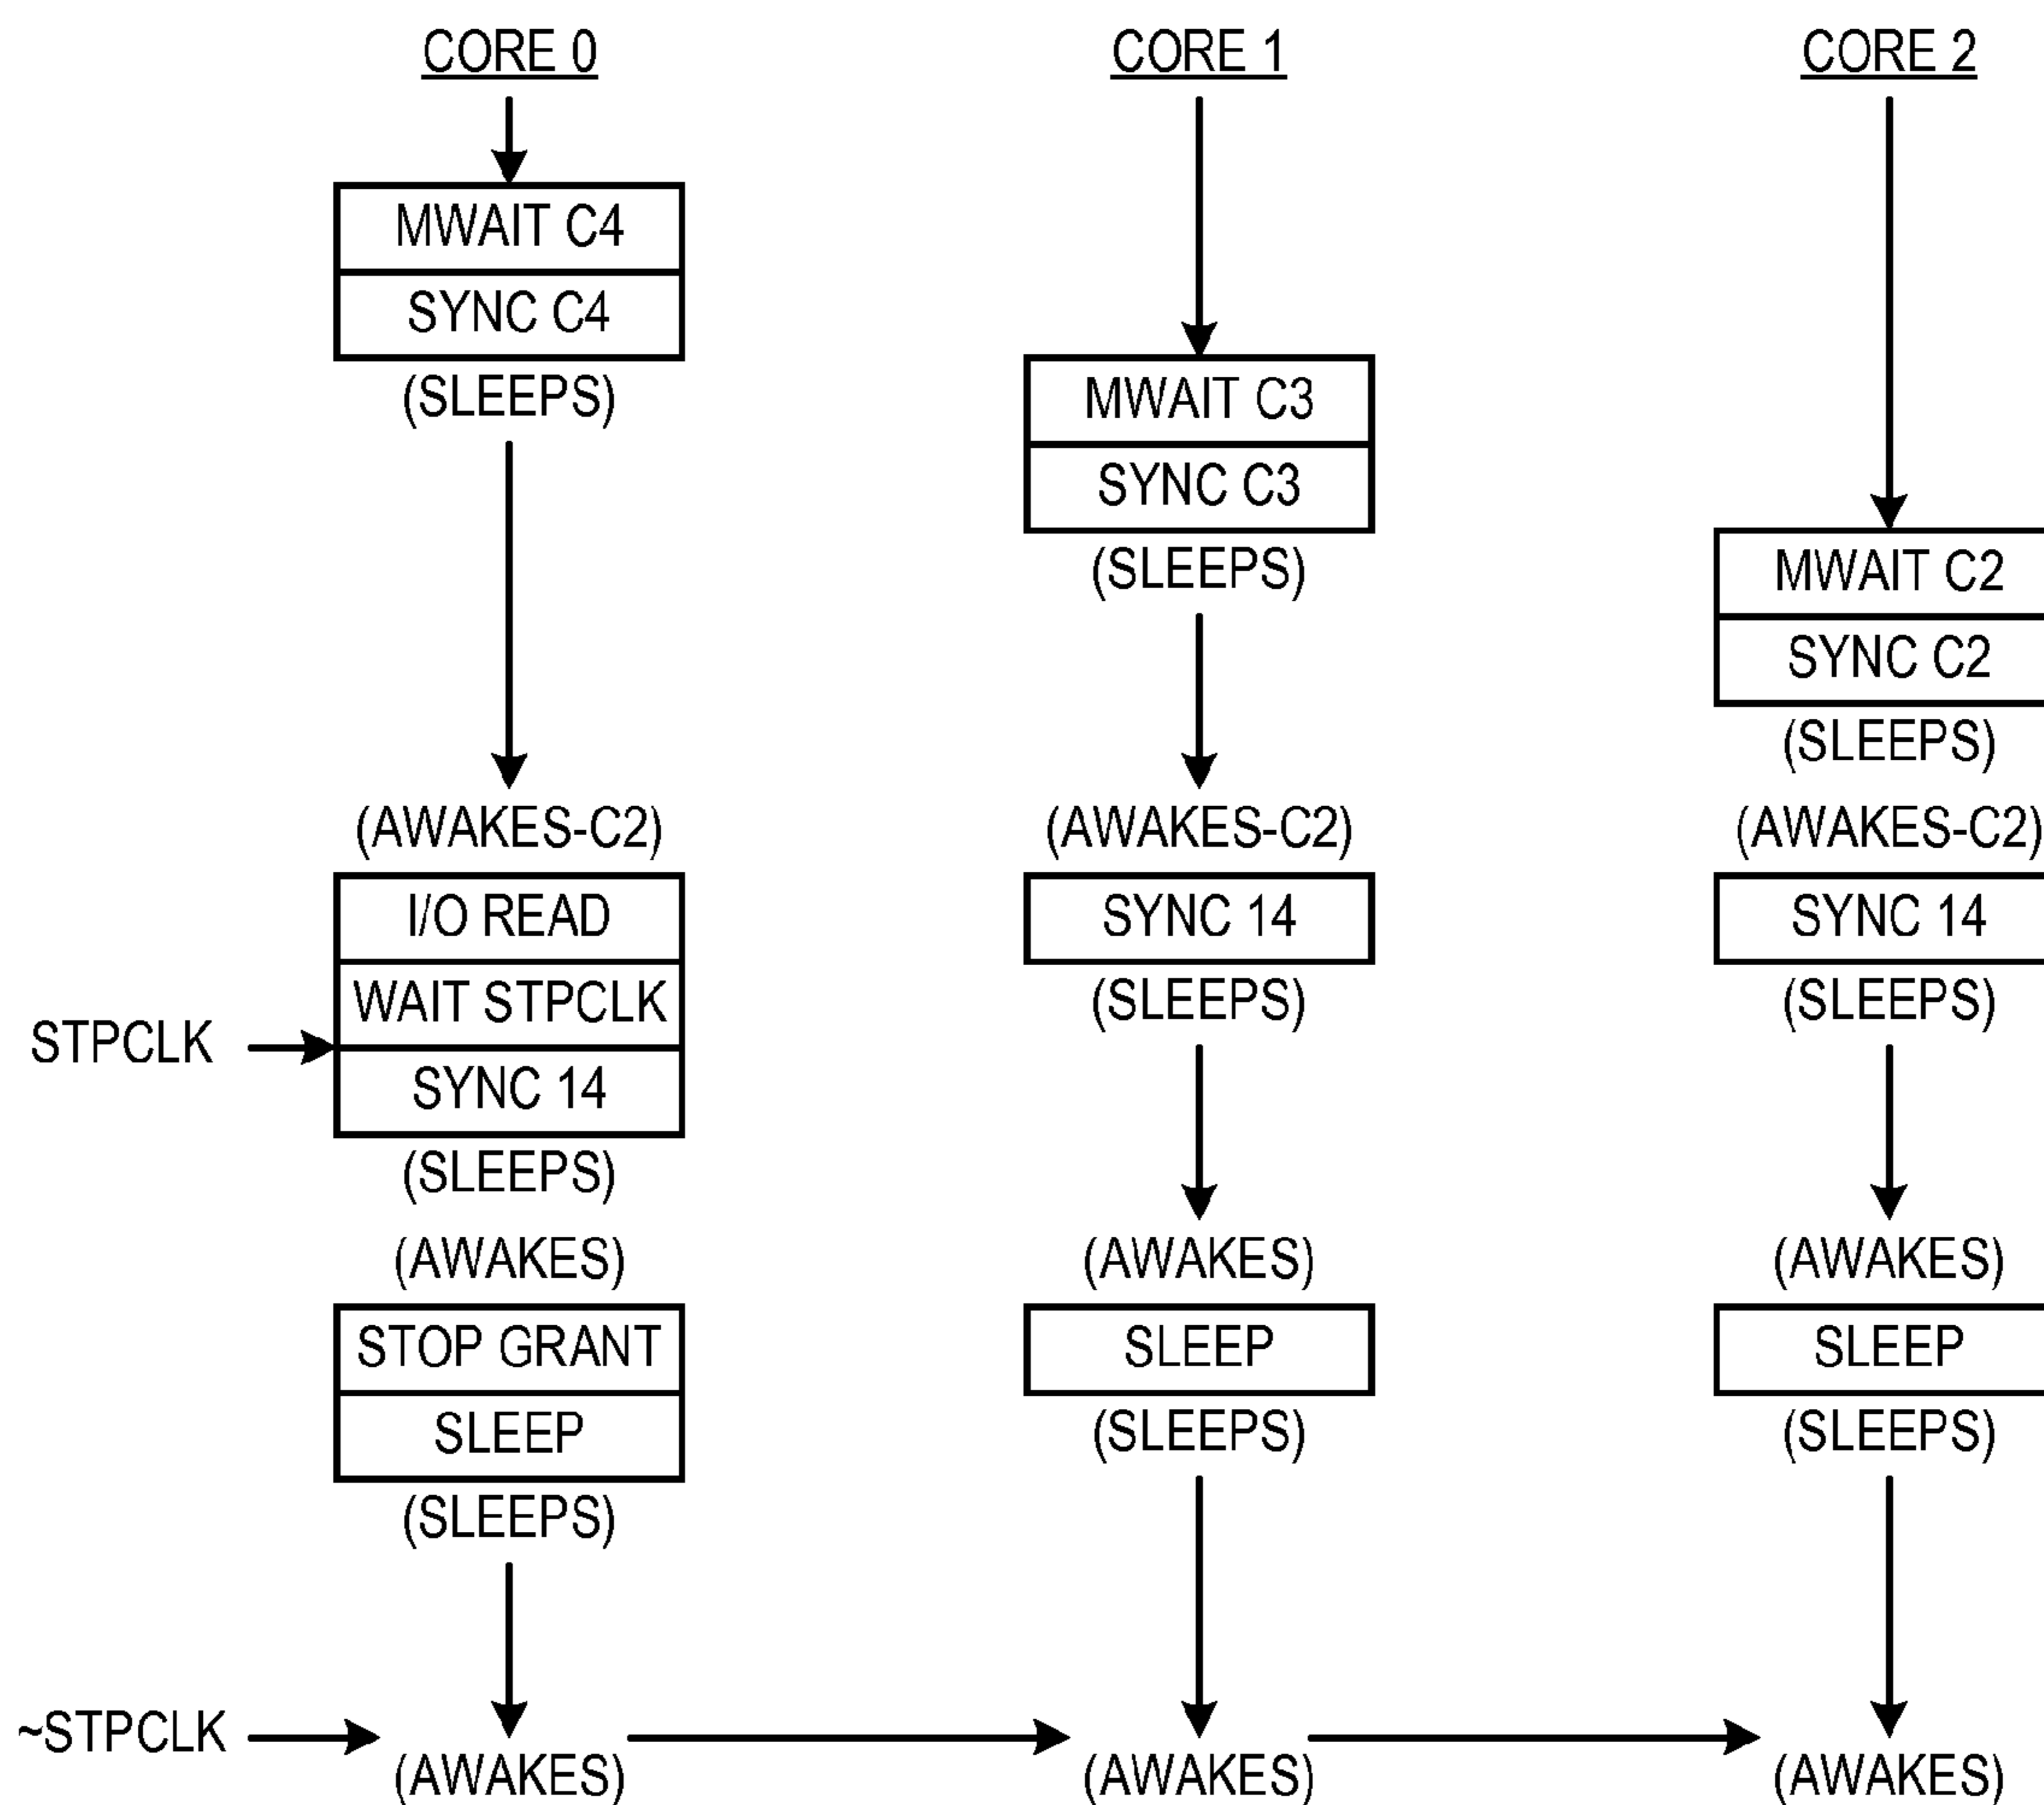 CORE 0 CORE 1 CORE 2
MWAIT C4
SYNC C4
(SLEEPS) MWAIT C3
SYNC C3
(SLEEPS) MWAIT C2
SYNC C2
(SLEEPS)
(AWAKES-C2) (AWAKES-C2) (AWAKES-C2)
I/O READ SYNC 14 SYNC 14
WAIT STPCLK (SLEEPS) (SLEEPS)
STPCLK
SYNC 14
(SLEEPS)
(AWAKES) (AWAKES) (AWAKES)
STOP GRANT SLEEP SLEEP
SLEEP (SLEEPS) (SLEEPS)
(SLEEPS)
~STPCLK
(AWAKES) (AWAKES) (AWAKES)